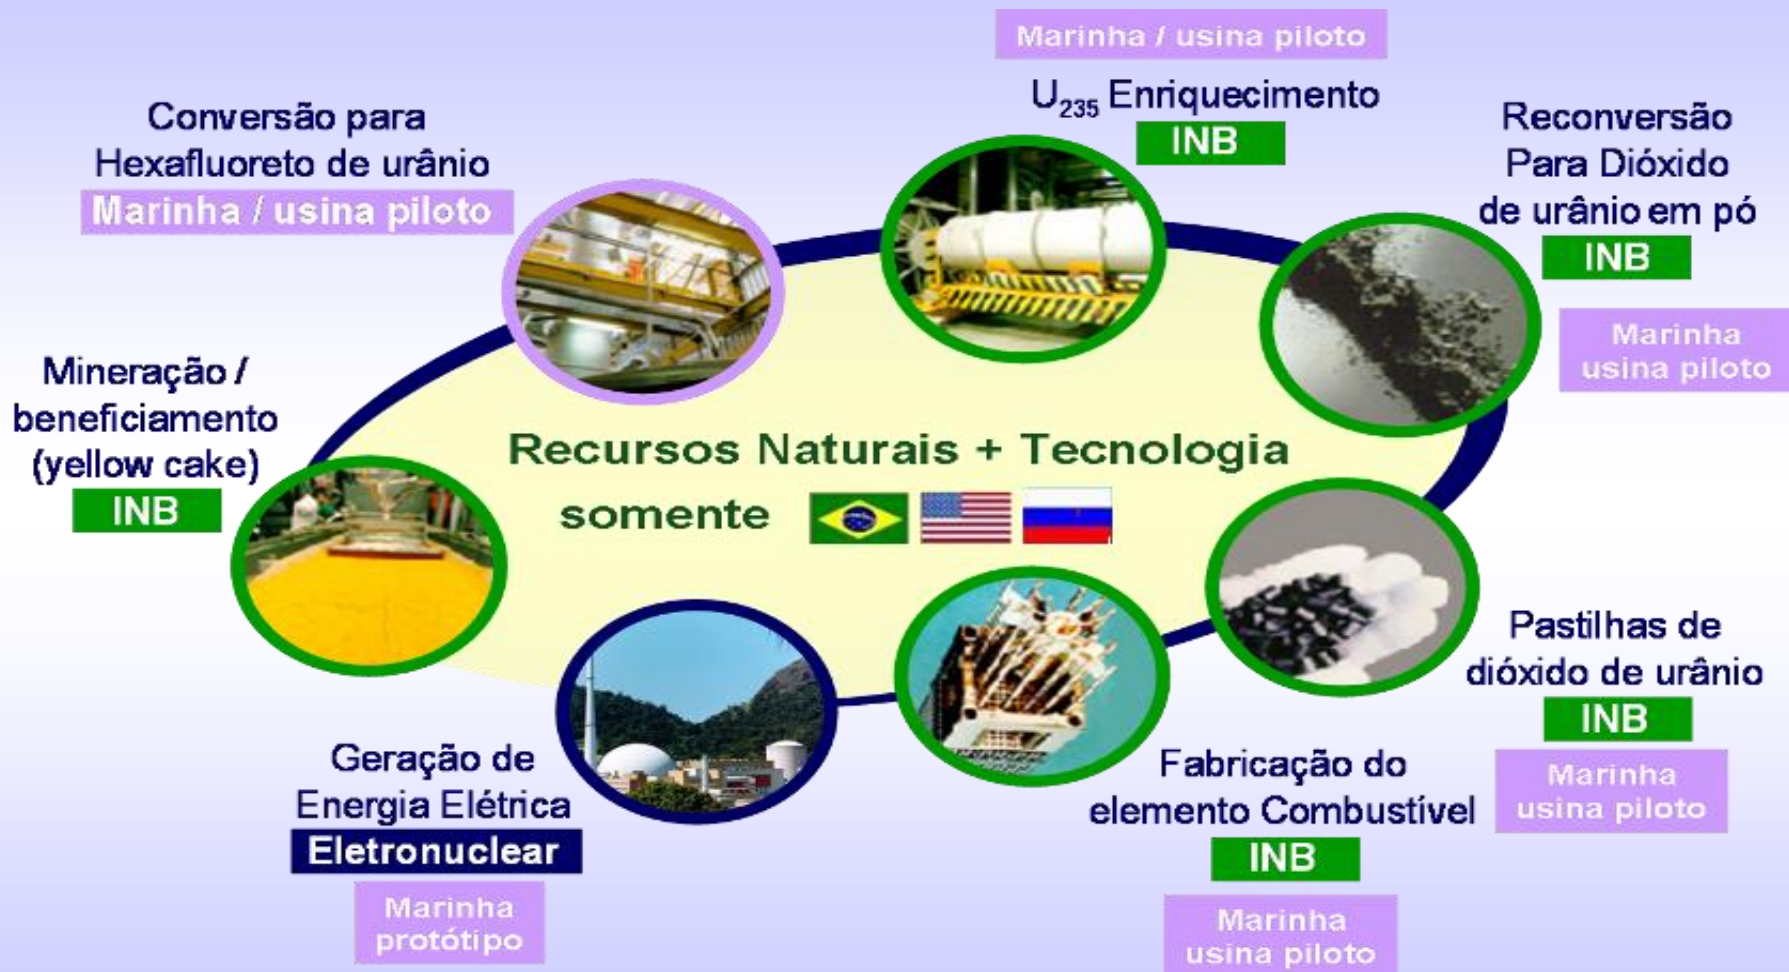 Marinha / usina piloto
U235 Enriquecimento
INB
Conversão para
Hexafluoreto de urânio
Marinha / usina piloto
Reconversão
Para Dióxido
de urânio em pó
INB
Marinha
usina piloto
Mineração /
beneficiamento
(yellow cake)
INB
Recursos Naturais + Tecnologia
somente
Pastilhas de
dióxido de urânio
INB
Marinha
usina piloto
Fabricação do
elemento Combustível
INB
Marinha
usina piloto
Geração de
Energia Elétrica
Eletronuclear
Marinha
protótipo